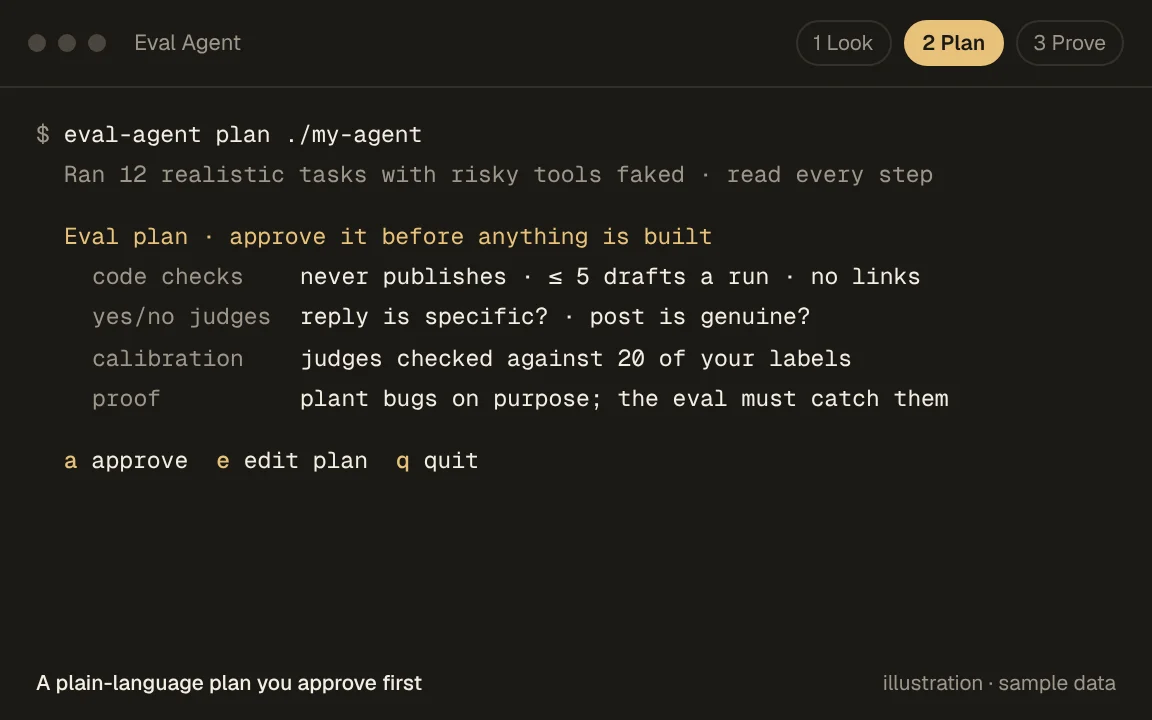 Eval Agent
1 Look
2 Plan
3 Prove
$ eval-agent plan ./my-agent
Ran 12 realistic tasks with risky tools faked · read every step
Eval plan · approve it before anything is built
code checks never publishes · ≤ 5 drafts a run · no links
yes/no judges reply is specific? · post is genuine?
calibration judges checked against 20 of your labels
proof plant bugs on purpose; the eval must catch them
a approve e edit plan q quit
A plain-language plan you approve first
illustration · sample data